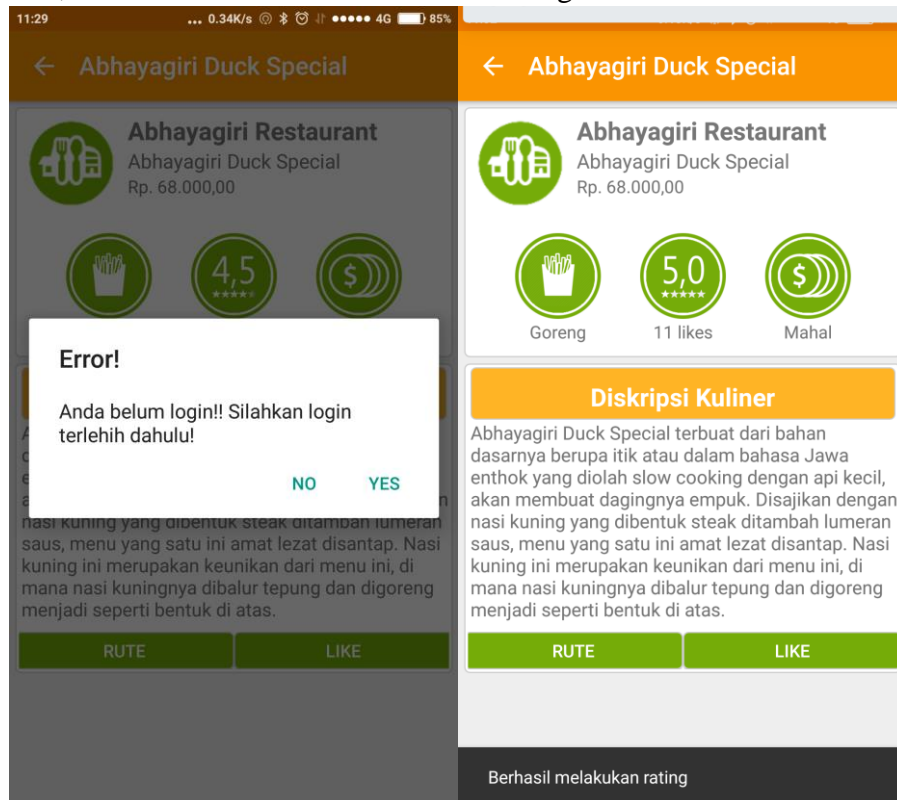 11:29 ... 0.34K/s 4G 85%
Abhayagiri Duck Special
Abhayagiri Restaurant
Abhayagiri Duck Special
Rp. 68.000,00
4,5
$
Error!
Anda belum login!! Silahkan login
terlehih dahulu!
NO YES
nasi kuning yang dibentuk steak ditambah lumeran
saus, menu yang satu ini amat lezat disantap. Nasi
kuning ini merupakan keunikan dari menu ini, di
mana nasi kuningnya dibalur tepung dan digoreng
menjadi seperti bentuk di atas.
RUTE LIKE
Abhayagiri Duck Special
Abhayagiri Restaurant
Abhayagiri Duck Special
Rp. 68.000,00
5,0
$
Goreng 11 likes Mahal
Diskripsi Kuliner
Abhayagiri Duck Special terbuat dari bahan
dasarnya berupa itik atau dalam bahasa Jawa
enthok yang diolah slow cooking dengan api kecil,
akan membuat dagingnya empuk. Disajikan dengan
nasi kuning yang dibentuk steak ditambah lumeran
saus, menu yang satu ini amat lezat disantap. Nasi
kuning ini merupakan keunikan dari menu ini, di
mana nasi kuningnya dibalur tepung dan digoreng
menjadi seperti bentuk di atas.
RUTE LIKE
Berhasil melakukan rating